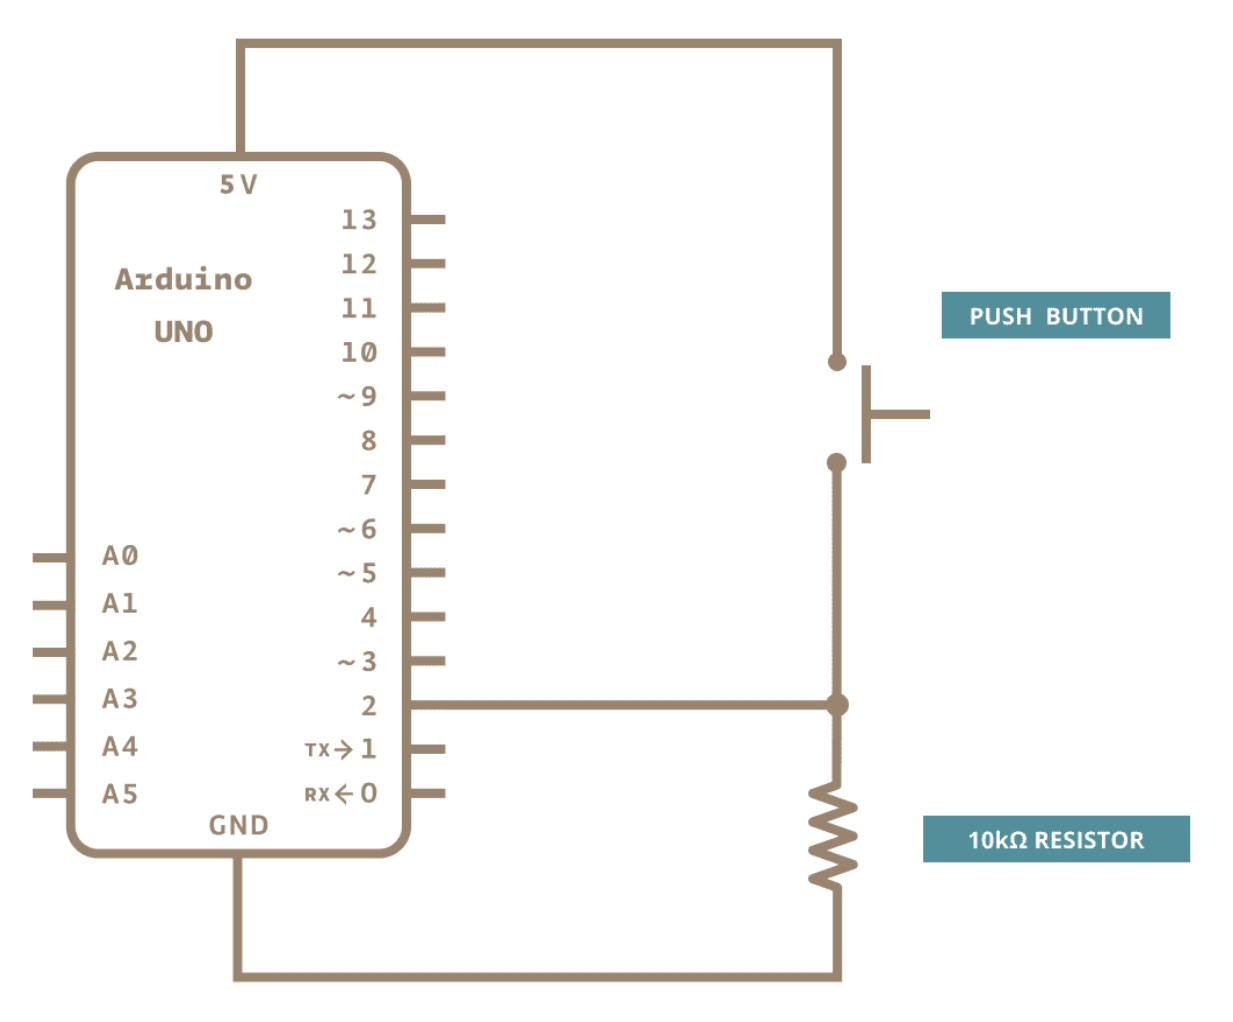 5V
13
Arduino
12
UNO
11
10
~9
8
7
~6
~5
4
~3
2
TX→1
RX←0
A0
A1
A2
A3
A4
A5
GND
PUSH BUTTON
10kΩ RESISTOR